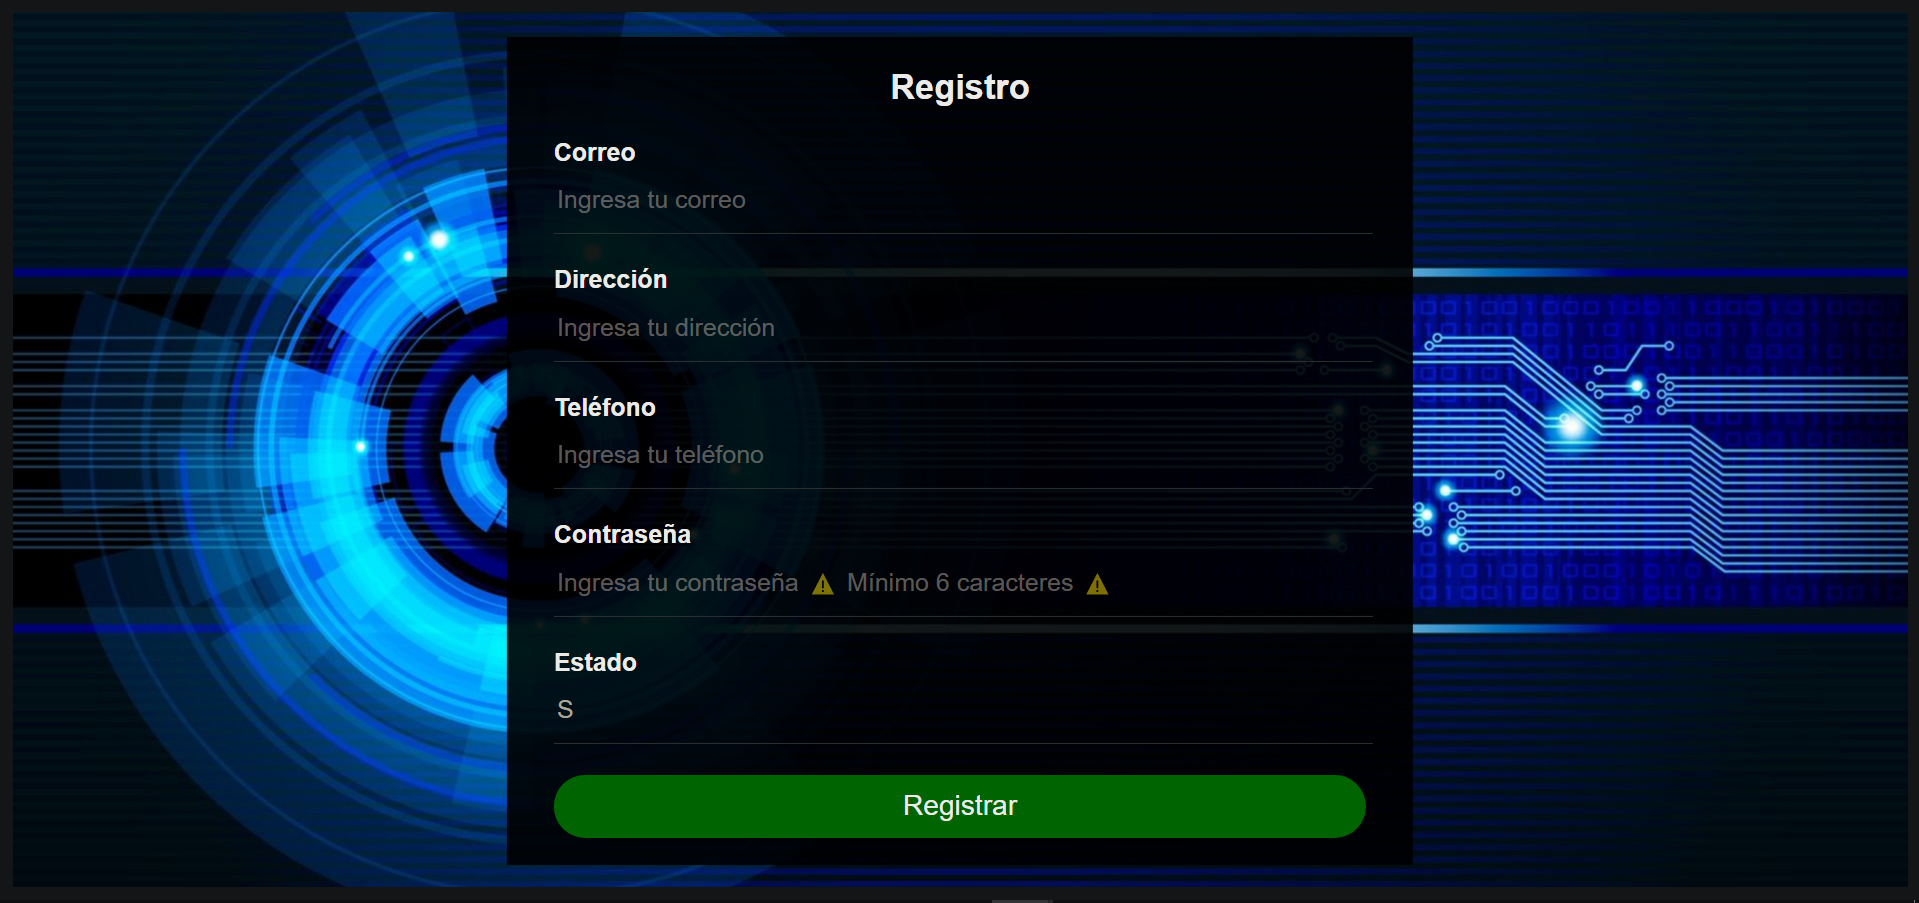 Registro
Correo
Ingresa tu correo
Dirección
Ingresa tu dirección
Teléfono
Ingresa tu teléfono
Contraseña
Ingresa tu contraseña ⚠ Mínimo 6 caracteres ⚠
Estado
S
Registrar